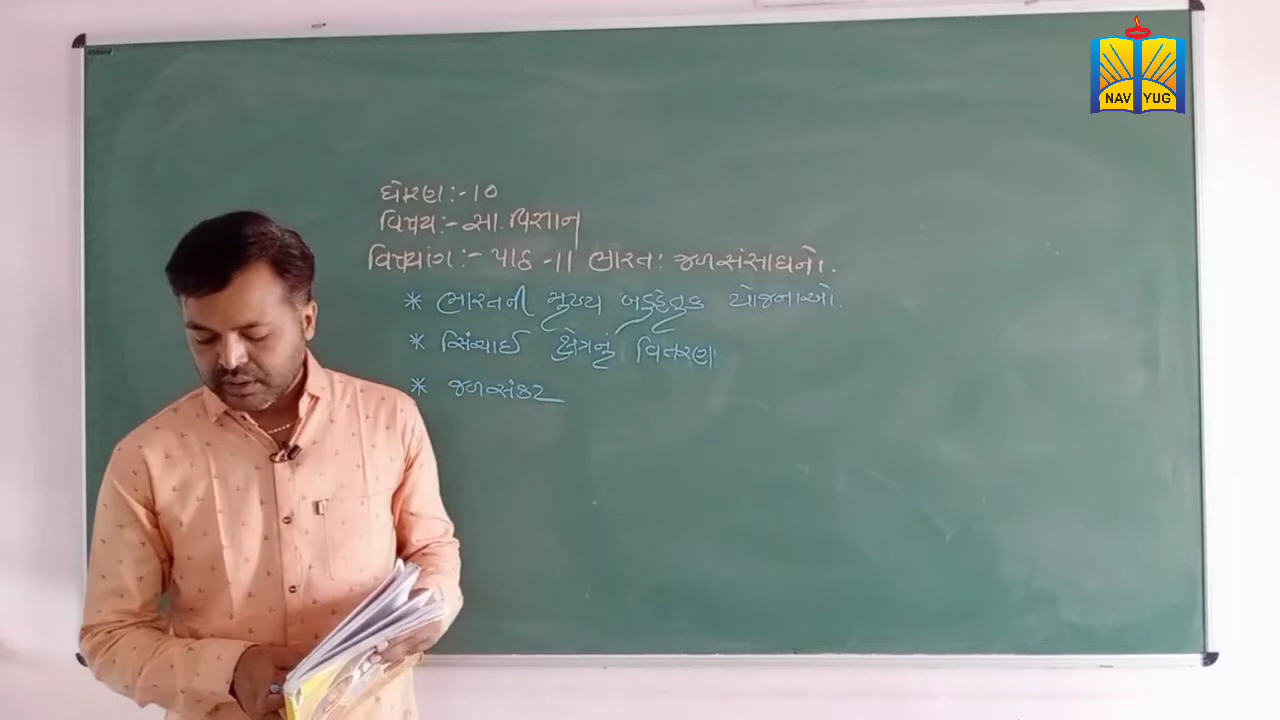 ધોરણ:-10
વિષય:- સા.વિજ્ઞાન
વિષયાંગ:- પાઠ -11 ભારત: જળસંસાધનો.
* ભારતની મુખ્ય બહુહેતુક યોજનાઓ.
* સિંચાઈ ક્ષેત્રનું વિતરણ
* જળસંકટ
NAV YUG